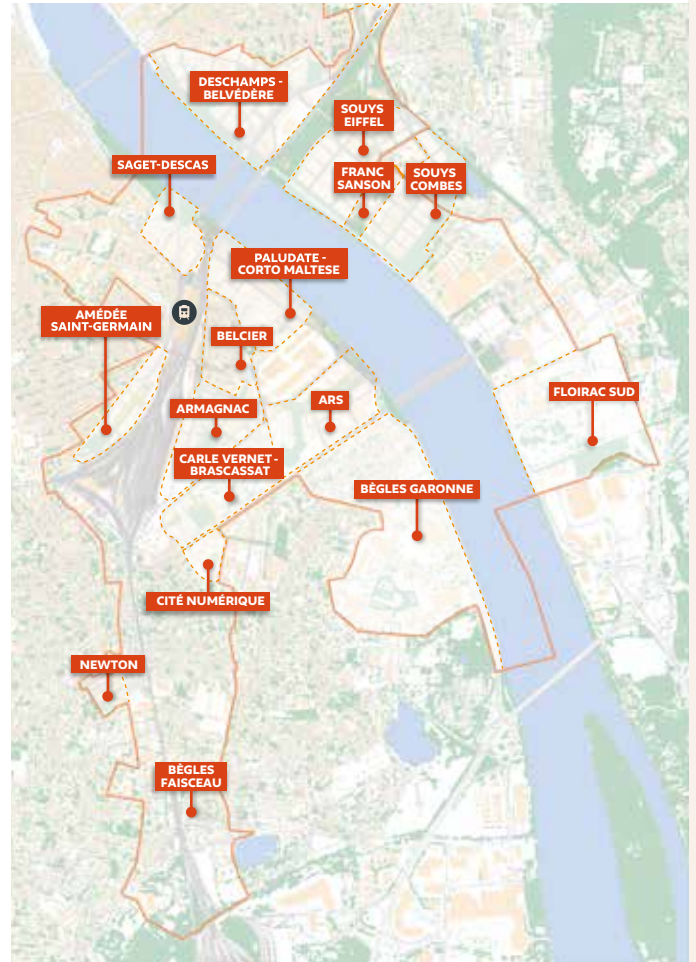 DESCHAMPS -
BELVÉDÈRE
SOUYS
EIFFEL
SAGET-DESCAS
FRANC
SANSON
SOUYS
COMBES
PALUDATE -
CORTO MALTESE
AMÉDÉE
SAINT-GERMAIN
BELCIER
FLOIRAC SUD
ARMAGNAC
ARS
CARLE VERNET -
BRASCASSAT
BÈGLES GARONNE
CITÉ NUMÉRIQUE
NEWTON
BÈGLES
FAISCEAU